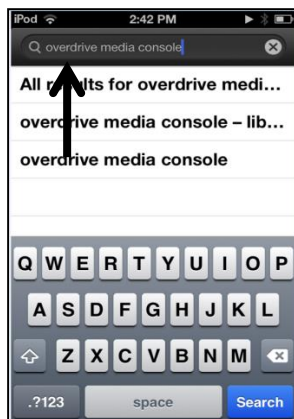 iPod 2:42 PM
overdrive media console
All results for overdrive medi...
overdrive media console – lib...
overdrive media console
Q W E R T Y U I O P
A S D F G H J K L
Z X C V B N M
.?123 space Search